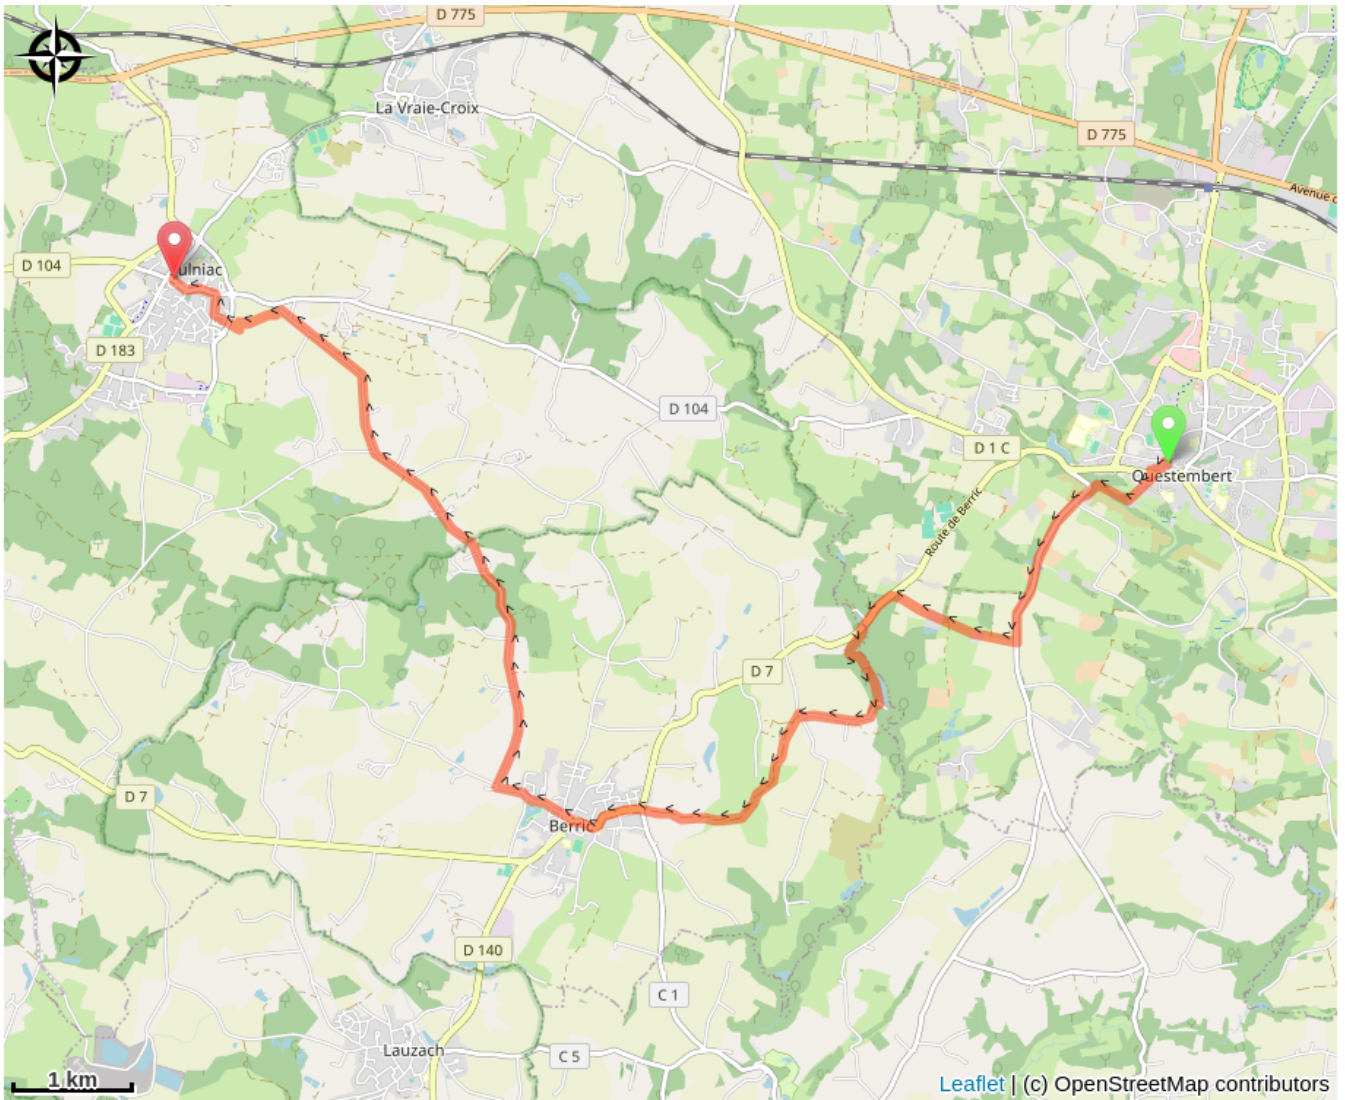 D 775
La Vraie-Croix
D 775
Avenue
D 104
ulniac
D 183
D 104
D 1 C
Questembert
Route de Berric
D 7
D 7
Berric
D 140
C 1
Lauzach
C 5
1 km
Leaflet | (c) OpenStreetMap contributors